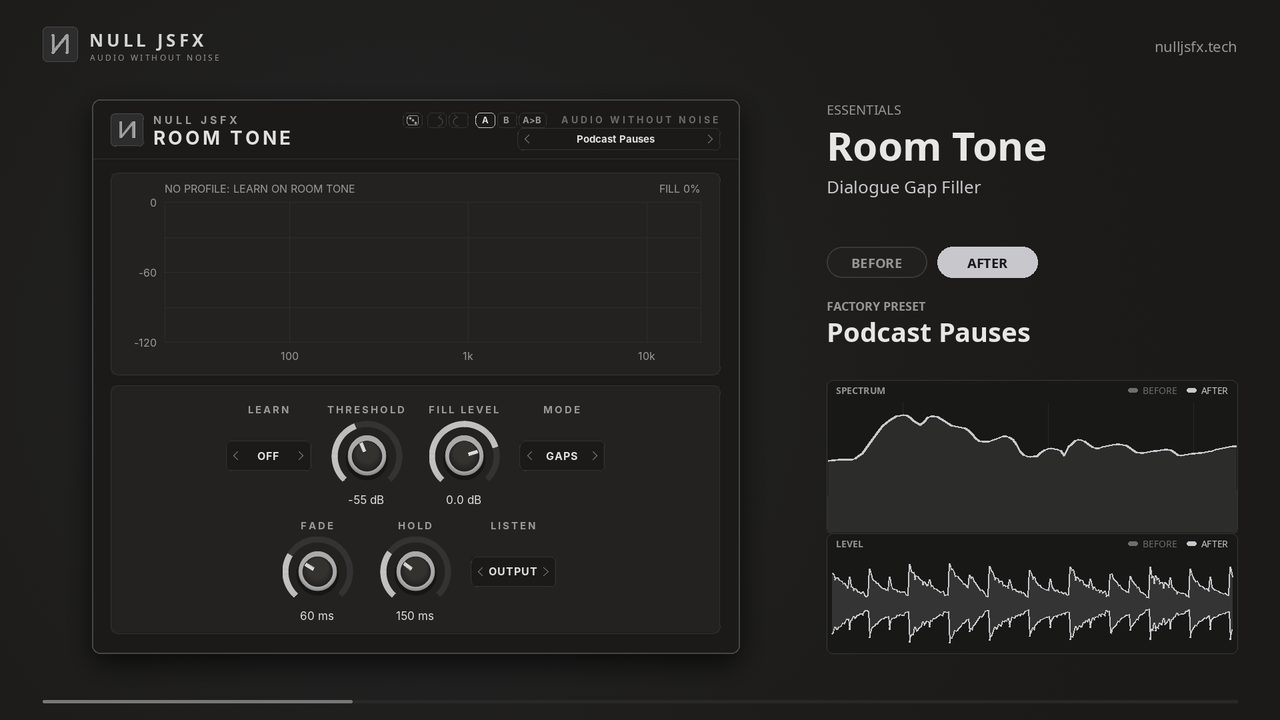 NULL JSFX
AUDIO WITHOUT NOISE
nulljsfx.tech
NULL JSFX
ROOM TONE
A B A>B
AUDIO WITHOUT NOISE
Podcast Pauses
NO PROFILE: LEARN ON ROOM TONE
FILL 0%
0
-60
-120
100 1k 10k
LEARN THRESHOLD FILL LEVEL MODE
OFF GAPS
-55 dB 0.0 dB
FADE HOLD LISTEN
OUTPUT
60 ms 150 ms
ESSENTIALS
Room Tone
Dialogue Gap Filler
BEFORE AFTER
FACTORY PRESET
Podcast Pauses
SPECTRUM BEFORE AFTER
LEVEL BEFORE AFTER